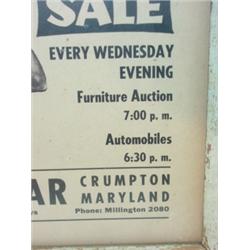 SALE
EVERY WEDNESDAY
EVENING
Furniture Auction
7:00 p. m.
Automobiles
6:30 p. m.
AR CRUMPTON
MARYLAND
Phone: Millington 2080